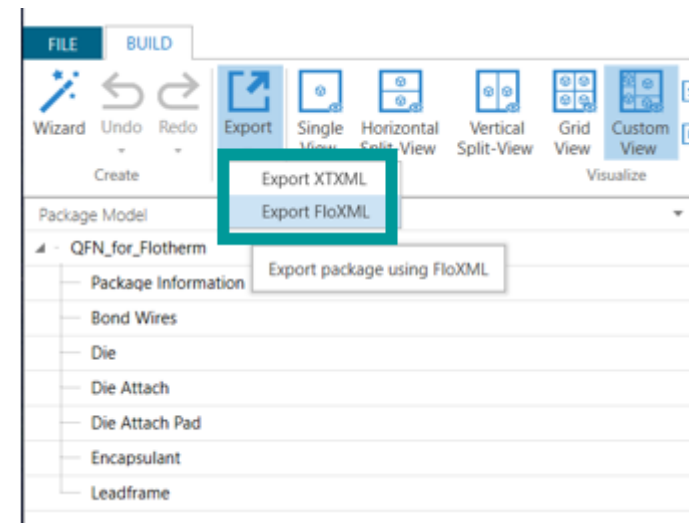 FILE BUILD
Wizard Undo Redo Export Single View Horizontal Split-View Vertical Split-View Grid View Custom View
Create Visualize
Export XTXML
Export FloXML
Package Model
QFN_for_Flotherm
Export package using FloXML
Package Information
Bond Wires
Die
Die Attach
Die Attach Pad
Encapsulant
Leadframe